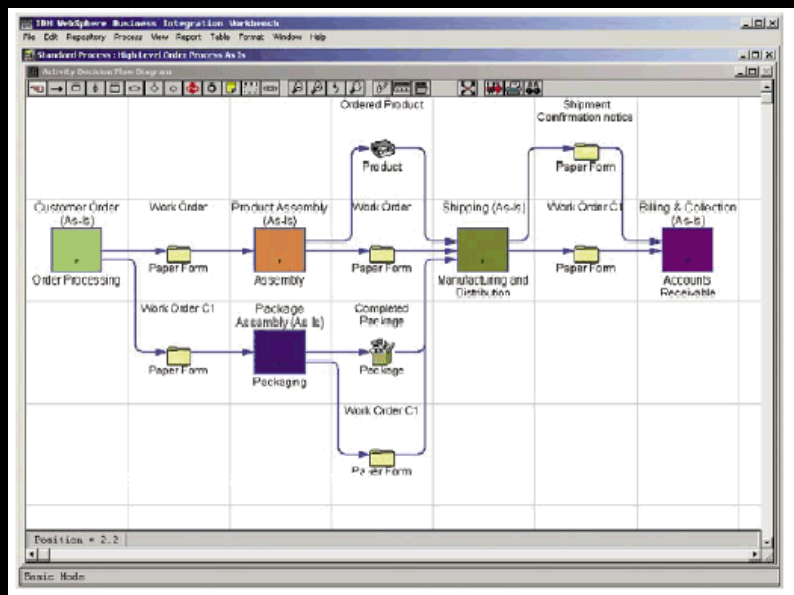 IBM WebSphere Business Integration Workbench
File Edit Repository Process View Report Table Format Window Help
Standard Process : High Level Order Process As Is
Activity Decision Flow Diagram
Ordered Product
Shipment
Confirmation notice
Product
Paper Form
Customer Order
(As-Is)
Work Order
Product Assembly
(As-Is)
Work Order
Shipping (As-Is)
Work Order C1
Billing & Collection
(As-Is)
Order Processing
Paper Form
Assembly
Paper Form
Manufacturing and
Distribution
Paper Form
Accounts
Receivable
Work Order C1
Package
Assembly (As Is)
Completed
Package
Paper Form
Packaging
Package
Work Order C1
Paper Form
Position = 2.2
Basic Mode